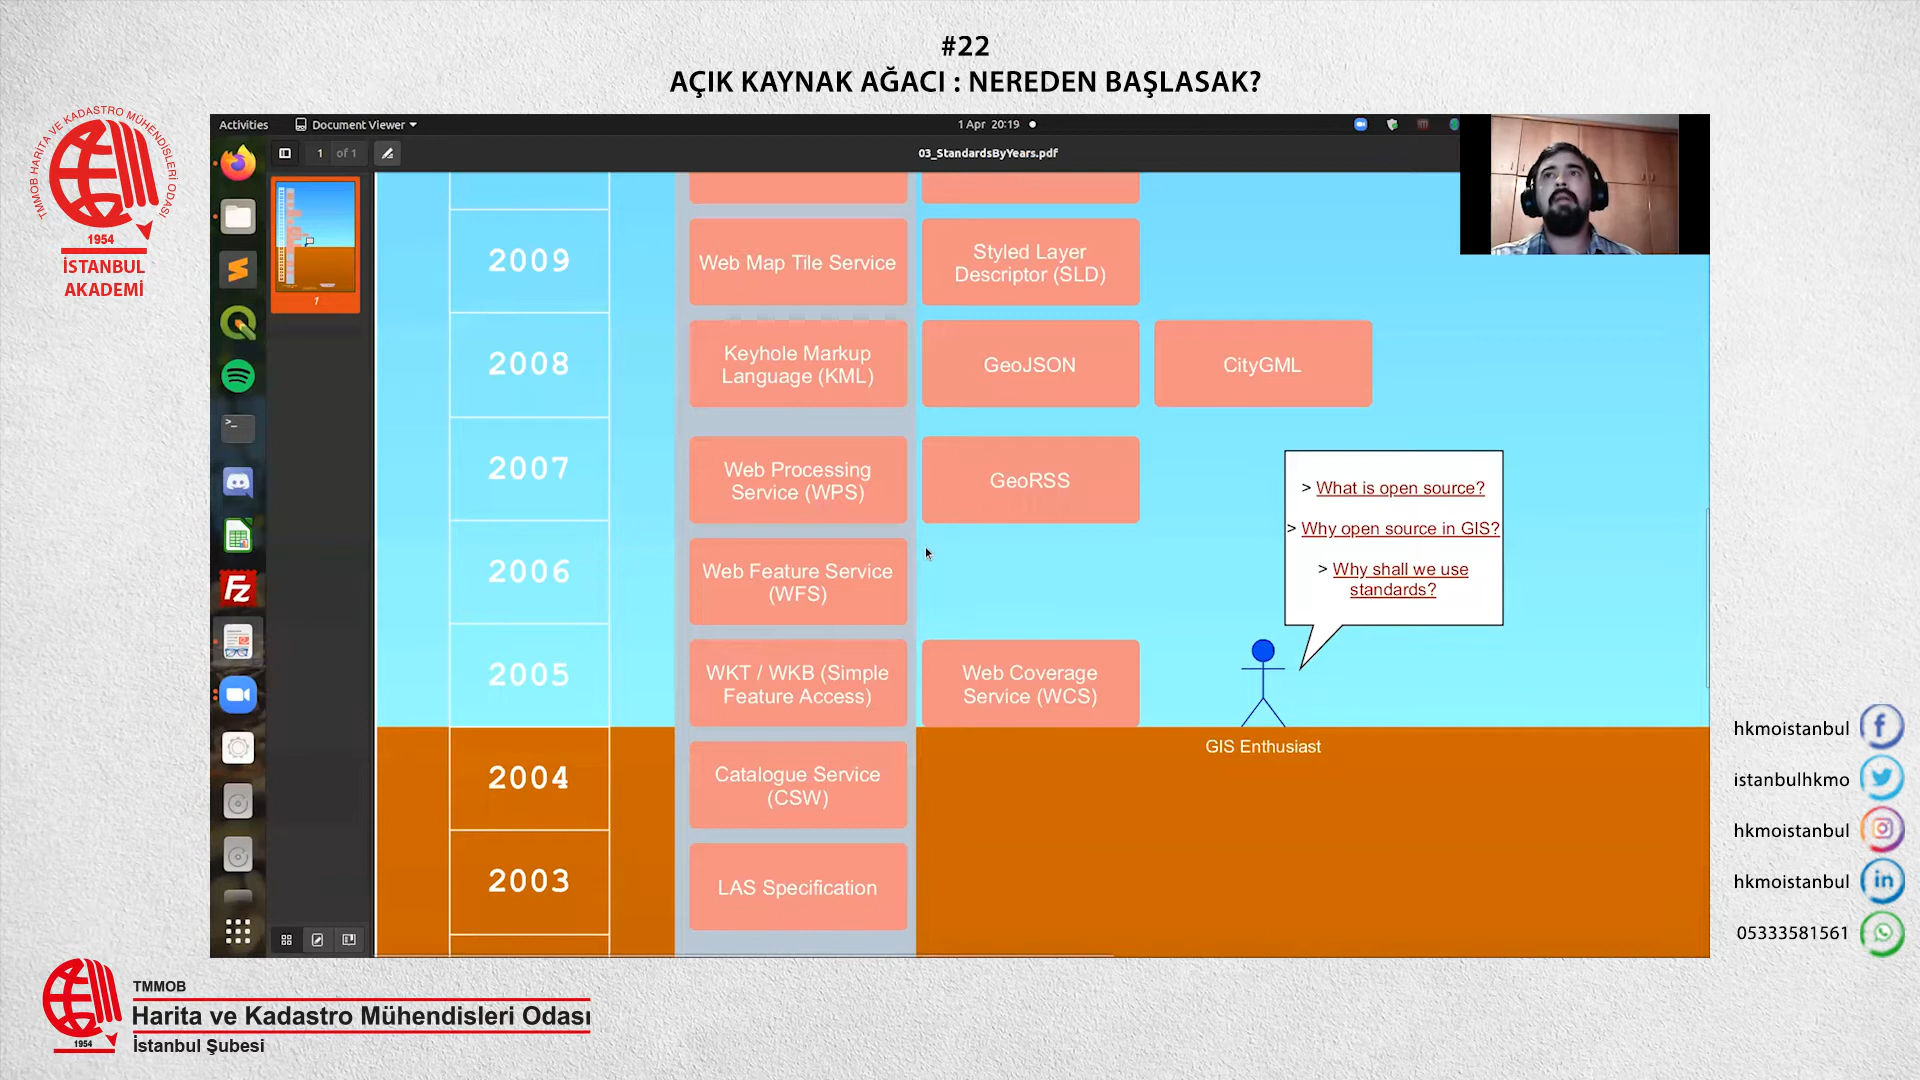 #22
AÇIK KAYNAK AĞACI : NEREDEN BAŞLASAK?
TMMOB HARİTA VE KADASTRO MÜHENDİSLERİ ODASI
1954
İSTANBUL
AKADEMİ
Activities
Document Viewer
1 Apr 20:19
1 of 1
03_StandardsByYears.pdf
1
2009
Web Map Tile Service
Styled Layer
Descriptor (SLD)
2008
Keyhole Markup
Language (KML)
GeoJSON
CityGML
2007
Web Processing
Service (WPS)
GeoRSS
> What is open source?
> Why open source in GIS?
> Why shall we use
standards?
2006
Web Feature Service
(WFS)
2005
WKT / WKB (Simple
Feature Access)
Web Coverage
Service (WCS)
GIS Enthusiast
2004
Catalogue Service
(CSW)
2003
LAS Specification
hkmoistanbul
istanbulhkmo
hkmoistanbul
hkmoistanbul
05333581561
TMMOB
Harita ve Kadastro Mühendisleri Odası
İstanbul Şubesi
1954